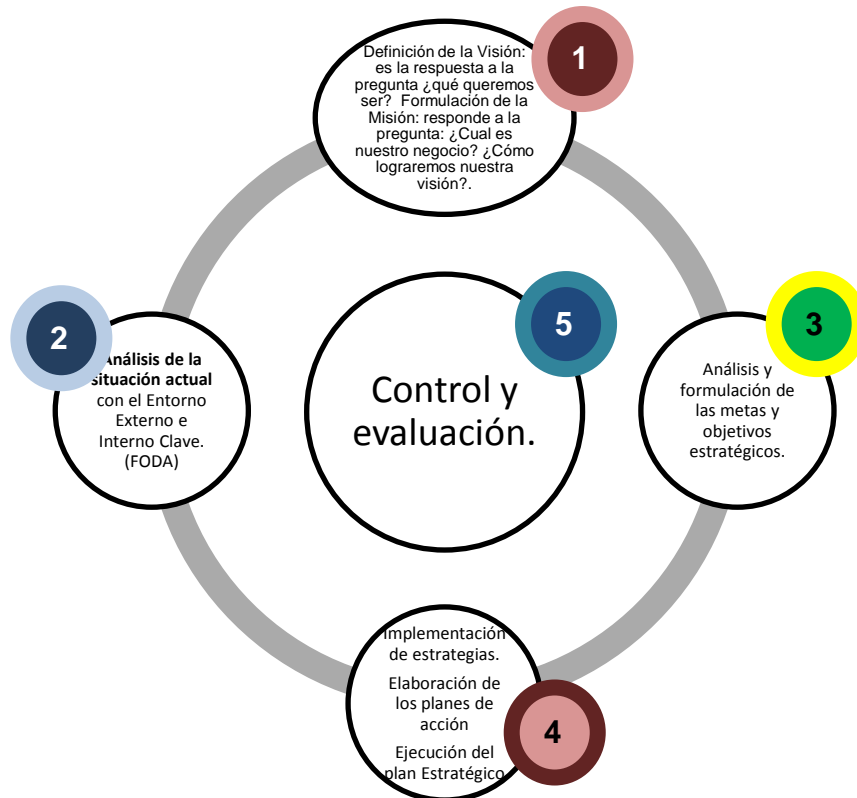 1
Definición de la Visión:
es la respuesta a la
pregunta ¿qué queremos
ser? Formulación de la
Misión: responde a la
pregunta: ¿Cual es
nuestro negocio? ¿Cómo
lograremos nuestra
visión?.
2
Análisis de la
situación actual
con el Entorno
Externo e
Interno Clave.
(FODA)
5
Control y
evaluación.
3
Análisis y
formulación de
las metas y
objetivos
estratégicos.
Implementación
de estrategias.
Elaboración de
los planes de
acción
Ejecución del
plan Estratégico
4